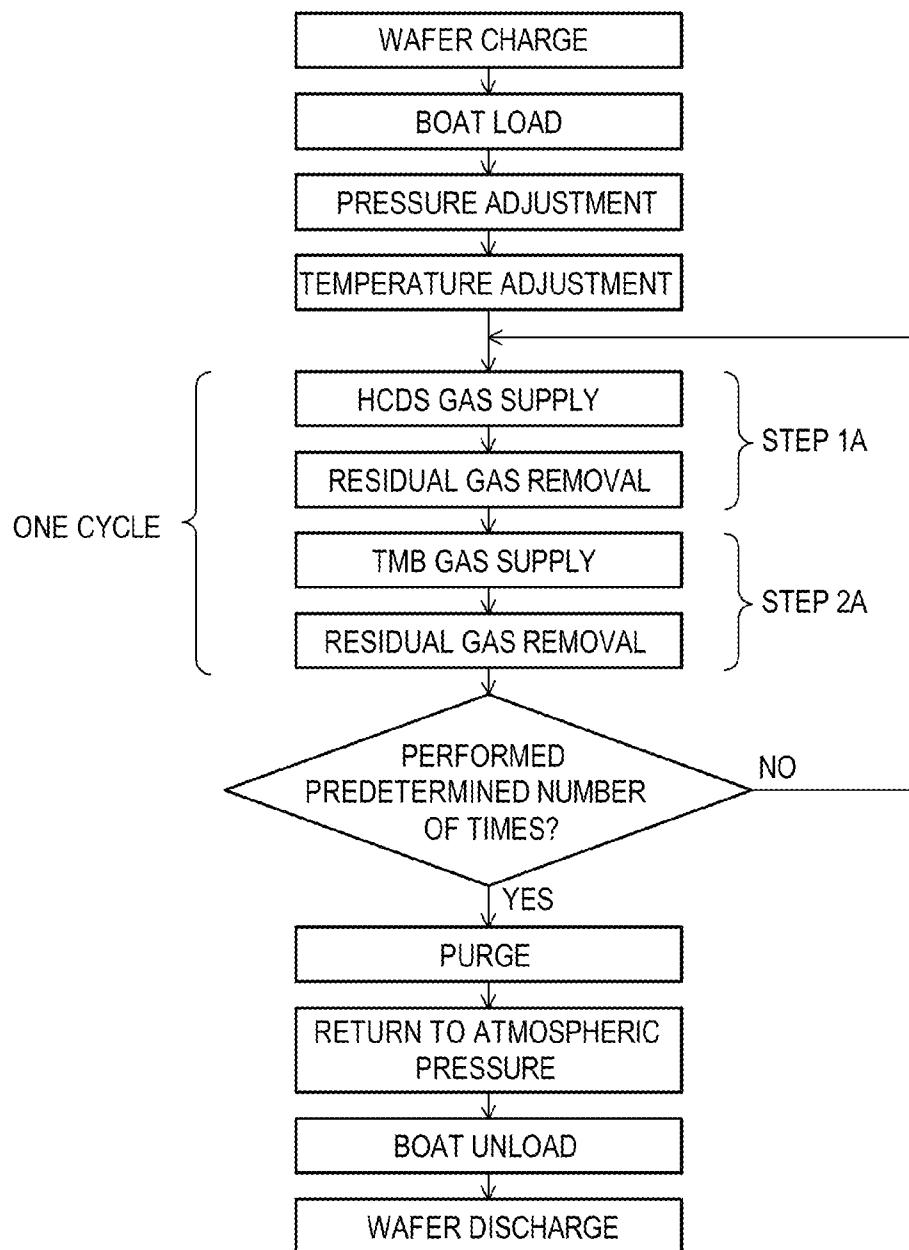 WAFER CHARGE
BOAT LOAD
PRESSURE ADJUSTMENT
TEMPERATURE ADJUSTMENT
HCDS GAS SUPPLY
STEP 1A
RESIDUAL GAS REMOVAL
ONE CYCLE
TMB GAS SUPPLY
STEP 2A
RESIDUAL GAS REMOVAL
PERFORMED
PREDETERMINED NUMBER
OF TIMES?
NO
YES
PURGE
RETURN TO ATMOSPHERIC
PRESSURE
BOAT UNLOAD
WAFER DISCHARGE